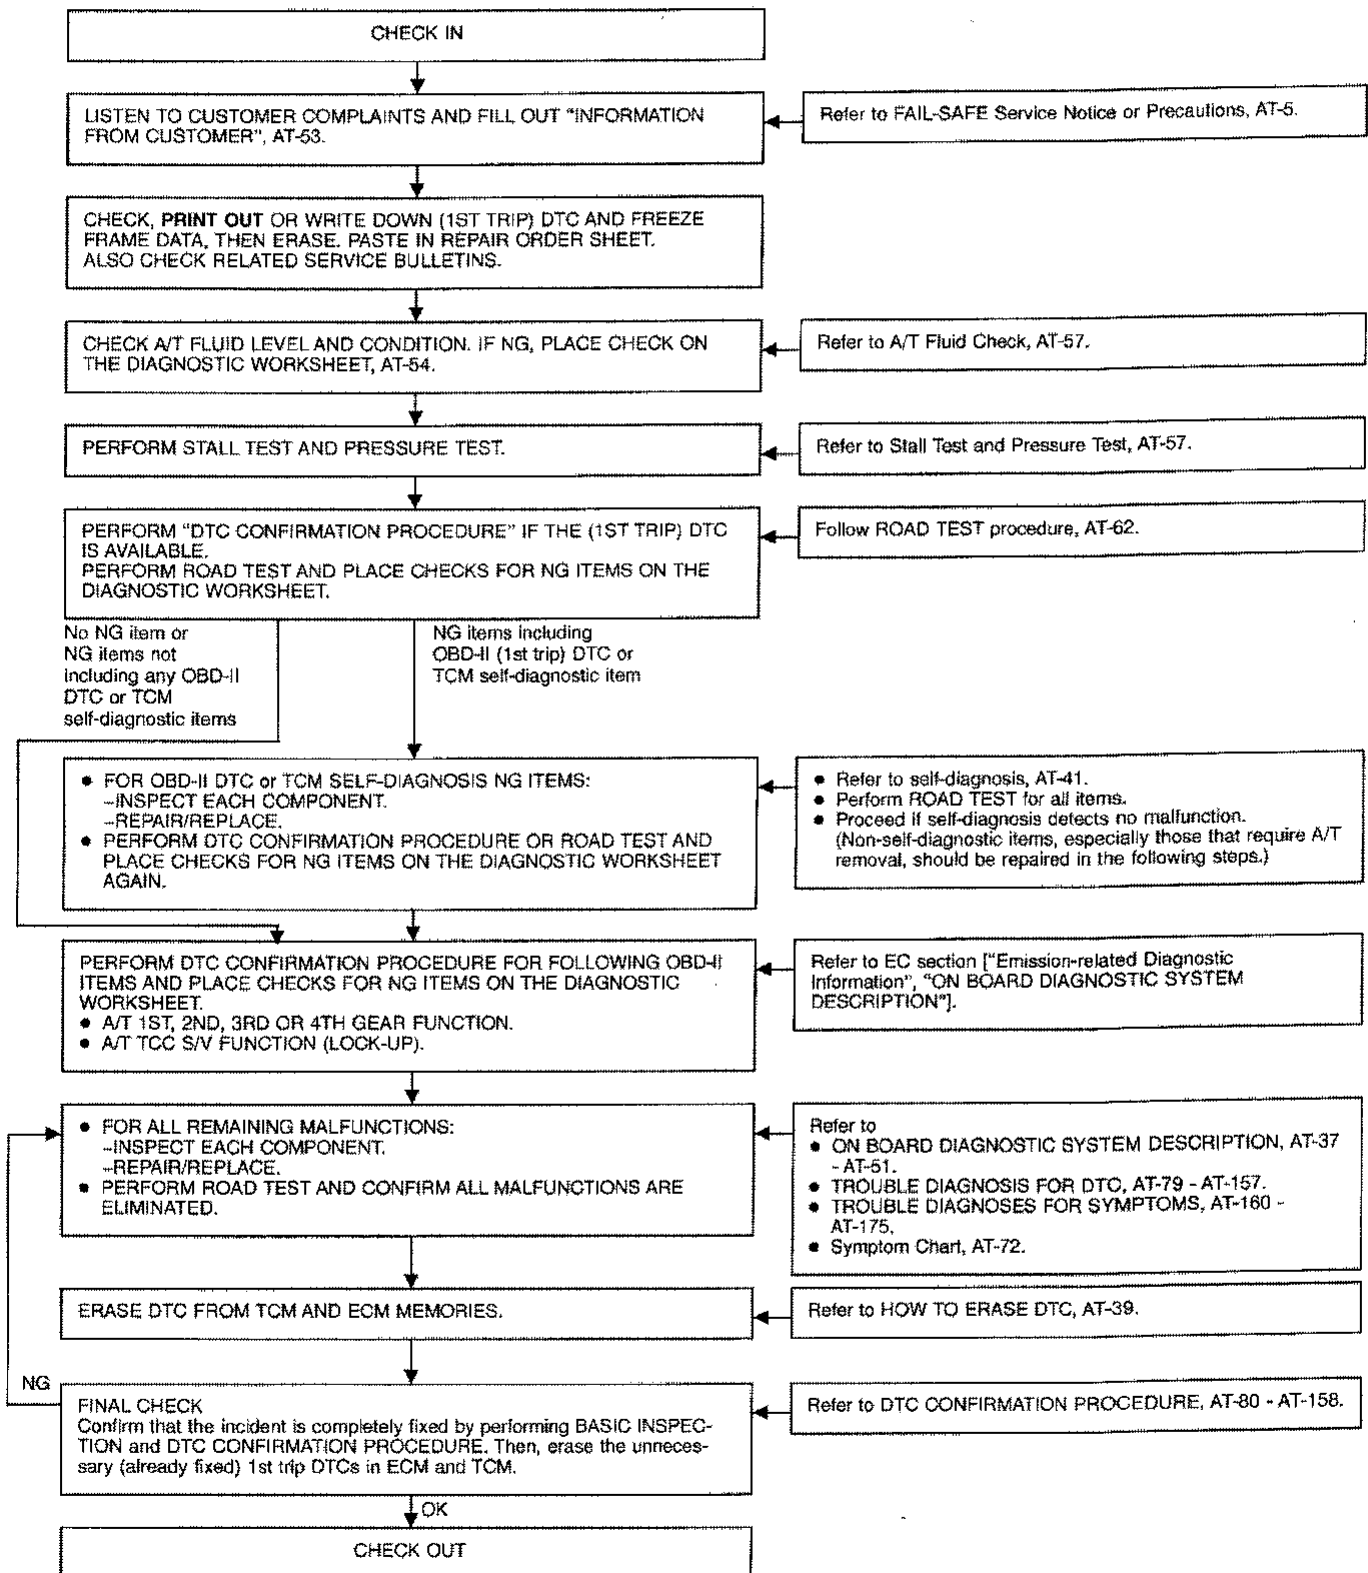 CHECK IN
LISTEN TO CUSTOMER COMPLAINTS AND FILL OUT "INFORMATION
FROM CUSTOMER", AT-53.
Refer to FAIL-SAFE Service Notice or Precautions, AT-5.
CHECK, PRINT OUT OR WRITE DOWN (1ST TRIP) DTC AND FREEZE
FRAME DATA, THEN ERASE. PASTE IN REPAIR ORDER SHEET.
ALSO CHECK RELATED SERVICE BULLETINS.
CHECK A/T FLUID LEVEL AND CONDITION. IF NG, PLACE CHECK ON
THE DIAGNOSTIC WORKSHEET, AT-54.
Refer to A/T Fluid Check, AT-57.
PERFORM STALL TEST AND PRESSURE TEST.
Refer to Stall Test and Pressure Test, AT-57.
PERFORM "DTC CONFIRMATION PROCEDURE" IF THE (1ST TRIP) DTC
IS AVAILABLE.
PERFORM ROAD TEST AND PLACE CHECKS FOR NG ITEMS ON THE
DIAGNOSTIC WORKSHEET.
Follow ROAD TEST procedure, AT-62.
No NG item or
NG items not
including any OBD-II
DTC or TCM
self-diagnostic items
NG items including
OBD-II (1st trip) DTC or
TCM self-diagnostic item
● FOR OBD-II DTC or TCM SELF-DIAGNOSIS NG ITEMS:
–INSPECT EACH COMPONENT.
–REPAIR/REPLACE.
● PERFORM DTC CONFIRMATION PROCEDURE OR ROAD TEST AND
PLACE CHECKS FOR NG ITEMS ON THE DIAGNOSTIC WORKSHEET
AGAIN.
● Refer to self-diagnosis, AT-41.
● Perform ROAD TEST for all items.
● Proceed if self-diagnosis detects no malfunction.
(Non-self-diagnostic items, especially those that require A/T
removal, should be repaired in the following steps.)
PERFORM DTC CONFIRMATION PROCEDURE FOR FOLLOWING OBD-II
ITEMS AND PLACE CHECKS FOR NG ITEMS ON THE DIAGNOSTIC
WORKSHEET.
● A/T 1ST, 2ND, 3RD OR 4TH GEAR FUNCTION.
● A/T TCC S/V FUNCTION (LOCK-UP).
Refer to EC section ["Emission-related Diagnostic
Information", "ON BOARD DIAGNOSTIC SYSTEM
DESCRIPTION"].
● FOR ALL REMAINING MALFUNCTIONS:
–INSPECT EACH COMPONENT.
–REPAIR/REPLACE.
● PERFORM ROAD TEST AND CONFIRM ALL MALFUNCTIONS ARE
ELIMINATED.
Refer to
● ON BOARD DIAGNOSTIC SYSTEM DESCRIPTION, AT-37
- AT-51.
● TROUBLE DIAGNOSIS FOR DTC, AT-79 - AT-157.
● TROUBLE DIAGNOSES FOR SYMPTOMS, AT-160 -
AT-175.
● Symptom Chart, AT-72.
ERASE DTC FROM TCM AND ECM MEMORIES.
Refer to HOW TO ERASE DTC, AT-39.
NG
FINAL CHECK
Confirm that the incident is completely fixed by performing BASIC INSPEC-
TION and DTC CONFIRMATION PROCEDURE. Then, erase the unneces-
sary (already fixed) 1st trip DTCs in ECM and TCM.
Refer to DTC CONFIRMATION PROCEDURE, AT-80 - AT-158.
OK
CHECK OUT